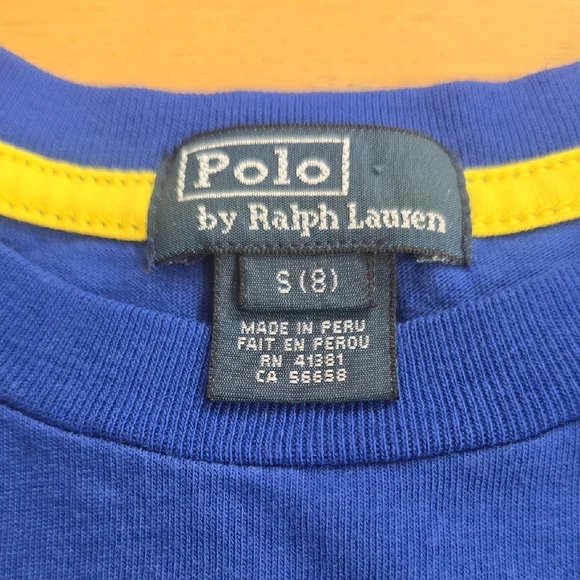 Polo
by Ralph Lauren
S (8)
MADE IN PERU
FAIT EN PEROU
RN 41381
CA 56658